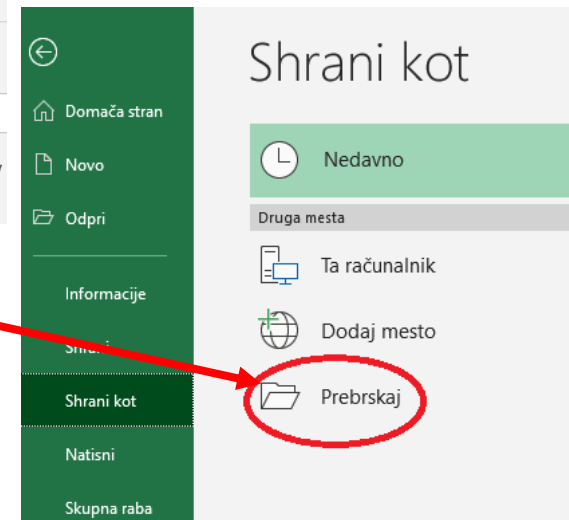 Domača stran
Novo
Odpri
Informacije
Shrani
Shrani kot
Natisni
Skupna raba
Shrani kot
Nedavno
Druga mesta
Ta računalnik
Dodaj mesto
Prebrskaj